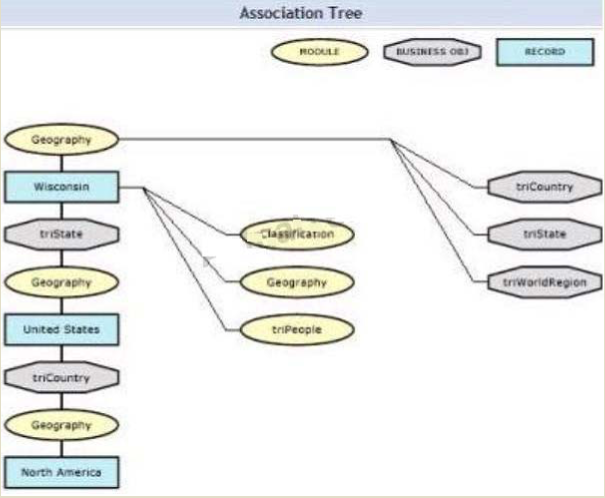 Association Tree
MODULE
BUSINESS OBJ
RECORD
Geography
Wisconsin
triCountry
triState
Classification
triState
Geography
Geography
triWorldRegion
United States
triPeople
triCountry
Geography
North America